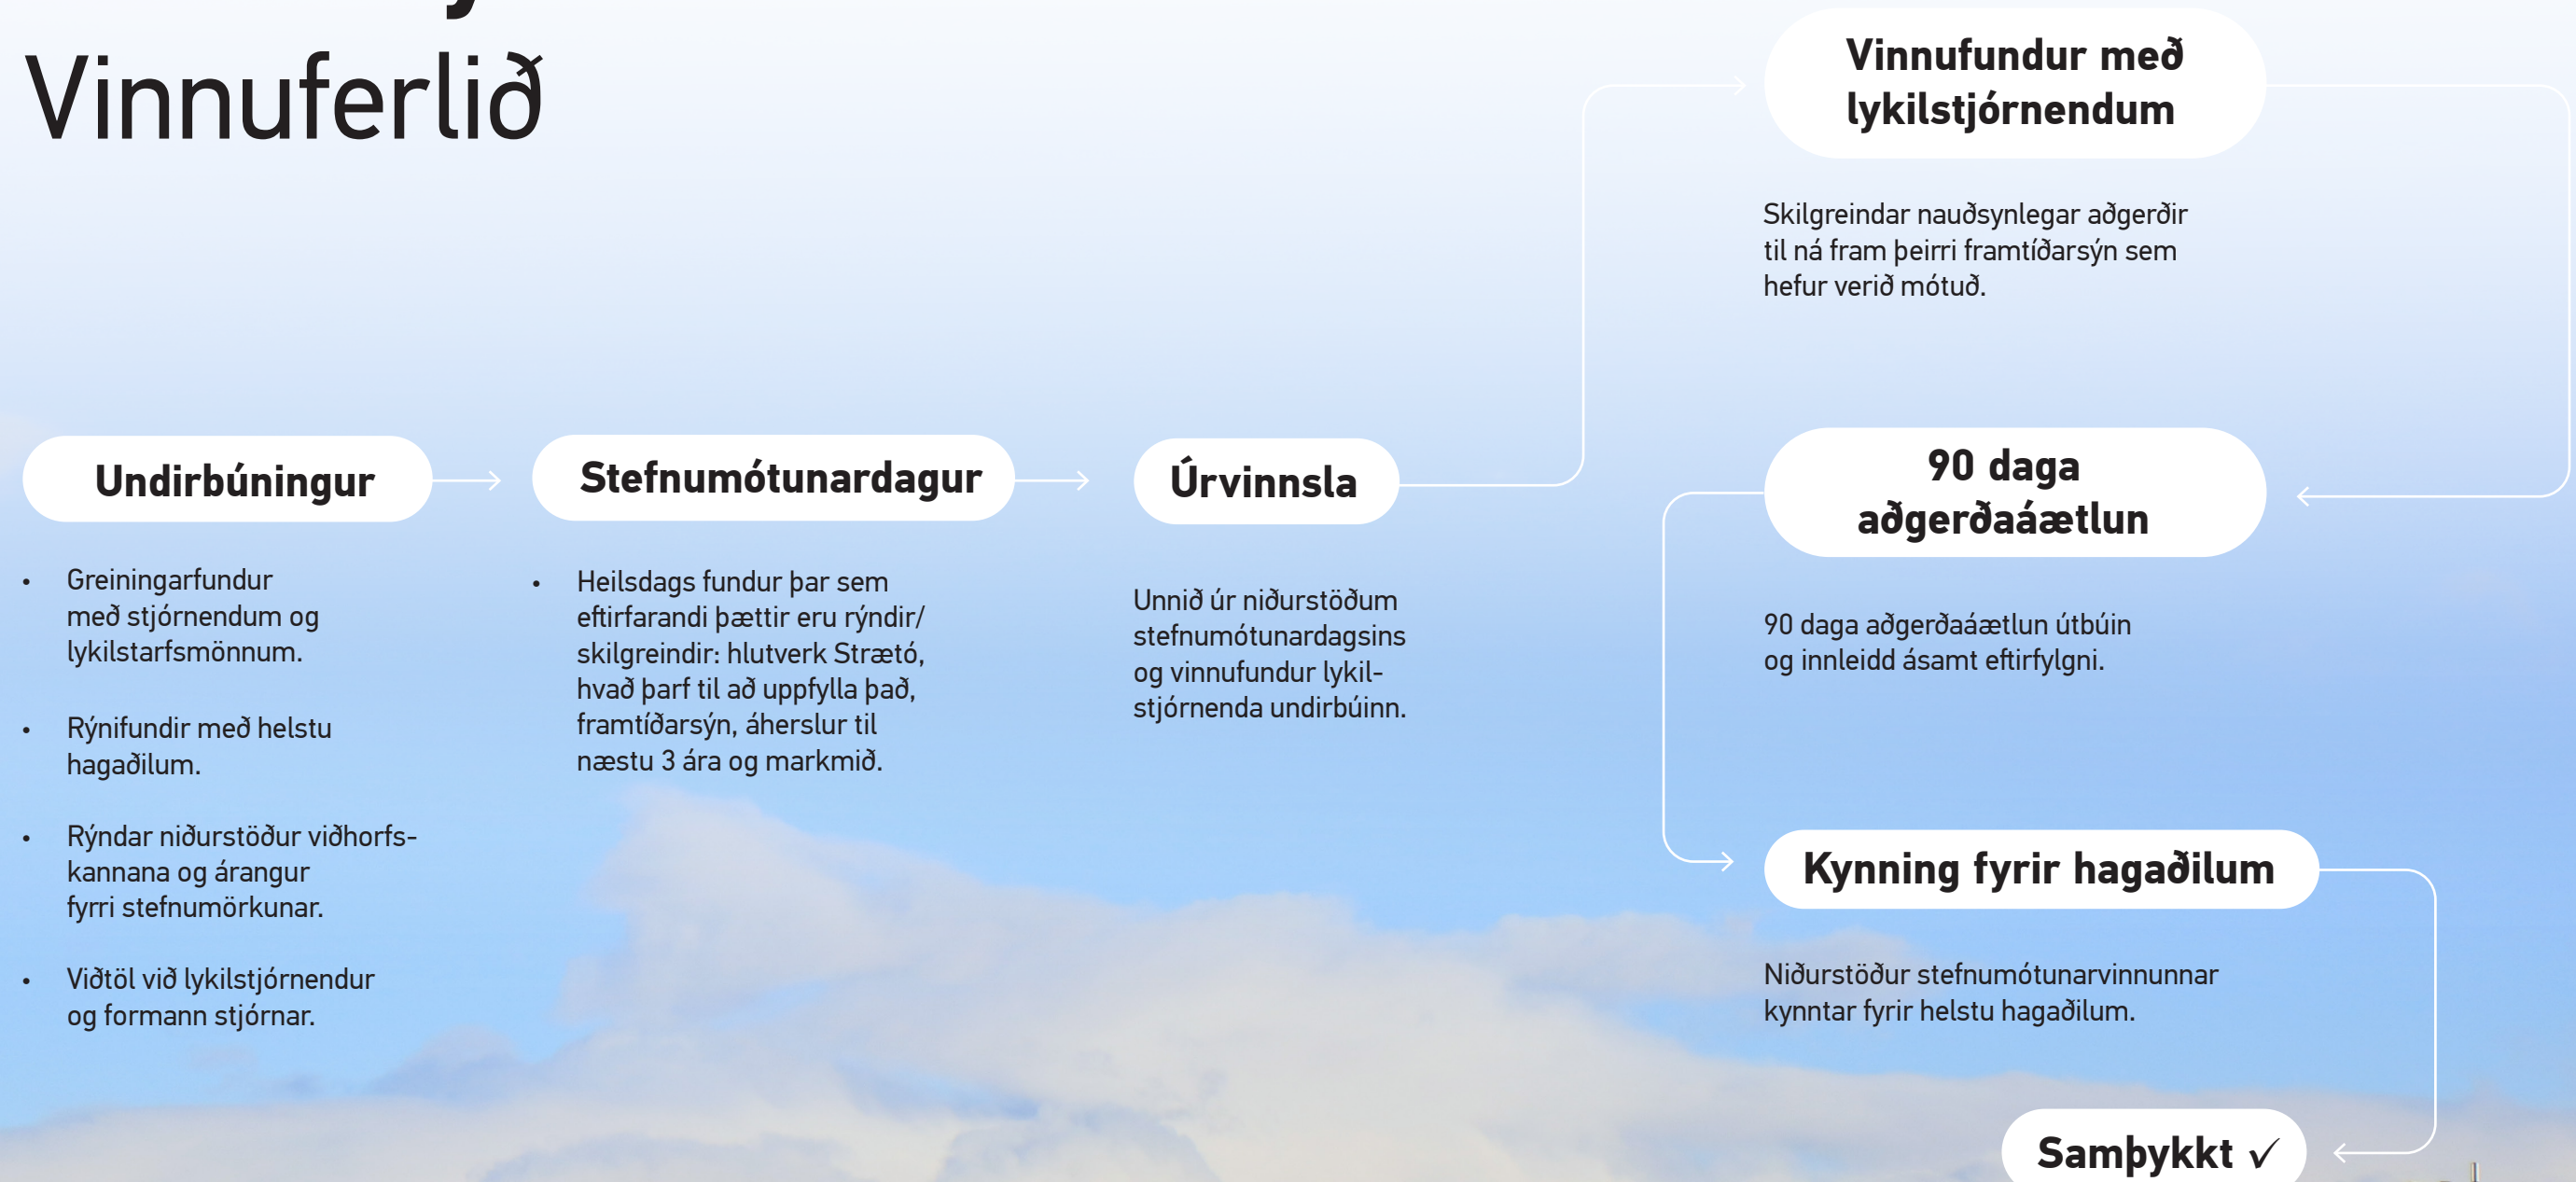 Vinnuferlið
Undirbúningur
• Greiningarfundur
með stjórnendum og
lykilstarfsmönnum.
• Rýnifundir með helstu
hagaðilum.
• Rýndar niðurstöður viðhorfs-
kannana og árangur
fyrri stefnumörkunar.
• Viðtöl við lykilstjórnendur
og formann stjórnar.
Stefnumótunardagur
• Heilsdags fundur þar sem
eftirfarandi þættir eru rýndir/
skilgreindir: hlutverk Strætó,
hvað þarf til að uppfylla það,
framtíðarsýn, áherslur til
næstu 3 ára og markmið.
Úrvinnsla
Unnið úr niðurstöðum
stefnumótunardagsins
og vinnufundur lykil-
stjórnenda undirbúinn.
Vinnufundur með
lykilstjórnendum
Skilgreindar nauðsynlegar aðgerðir
til ná fram þeirri framtíðarsýn sem
hefur verið mótuð.
90 daga
aðgerðaáætlun
90 daga aðgerðaáætlun útbúin
og innleidd ásamt eftirfylgni.
Kynning fyrir hagaðilum
Niðurstöður stefnumótunarvinnunnar
kynntar fyrir helstu hagaðilum.
Samþykkt ✓